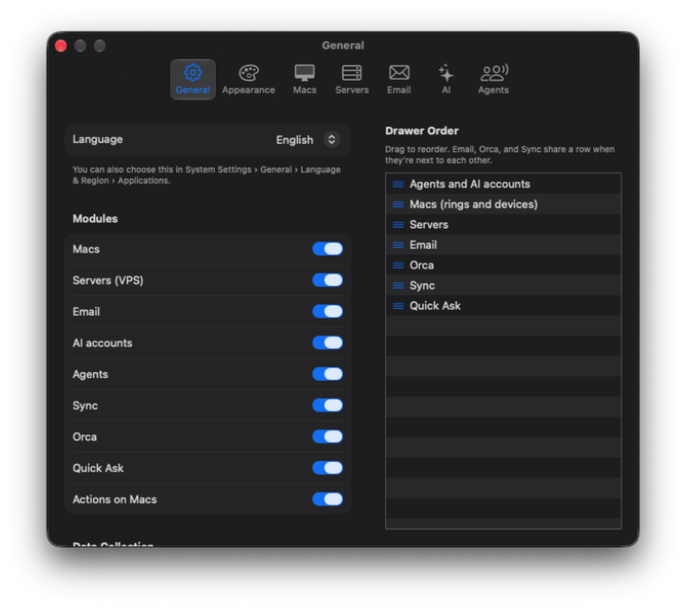 General
General
Appearance
Macs
Servers
Email
AI
Agents
Language
English
You can also choose this in System Settings › General › Language
& Region › Applications.
Modules
Macs
Servers (VPS)
Email
AI accounts
Agents
Sync
Orca
Quick Ask
Actions on Macs
Data Collection
Drawer Order
Drag to reorder. Email, Orca, and Sync share a row when
they're next to each other.
Agents and AI accounts
Macs (rings and devices)
Servers
Email
Orca
Sync
Quick Ask